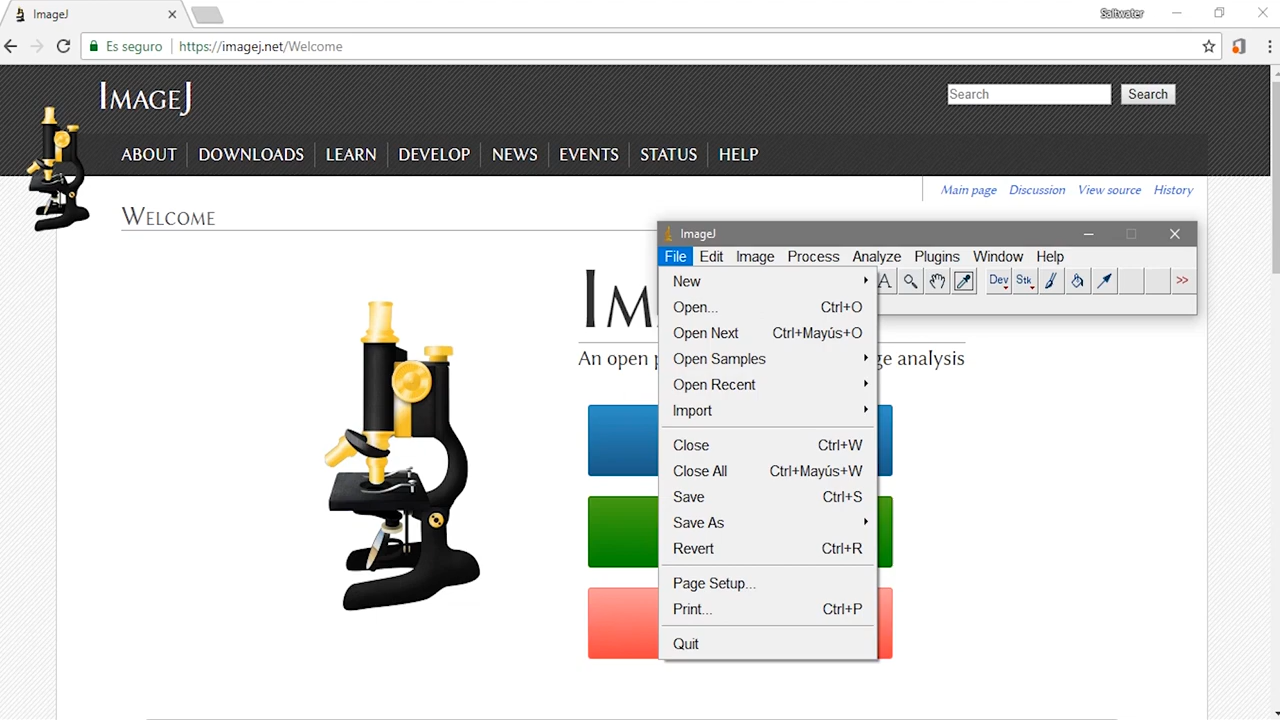 ImageJ
Saltwater
Es seguro https://imagej.net/Welcome
ImageJ
Search
Search
ABOUT DOWNLOADS LEARN DEVELOP NEWS EVENTS STATUS HELP
Main page Discussion View source History
Welcome
ImageJ
File Edit Image Process Analyze Plugins Window Help
A Dev Stk >>
New
Open... Ctrl+O
Open Next Ctrl+Mayús+O
Open Samples
Open Recent
Import
Close Ctrl+W
Close All Ctrl+Mayús+W
Save Ctrl+S
Save As
Revert Ctrl+R
Page Setup...
Print... Ctrl+P
Quit
An open analysis